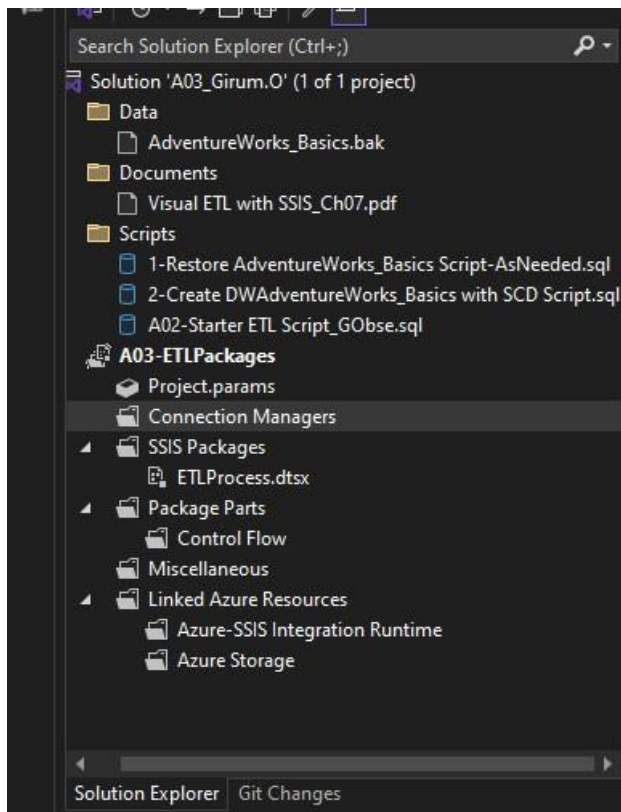 Search Solution Explorer (Ctrl+;)
Solution 'A03_Girum.O' (1 of 1 project)
Data
AdventureWorks_Basics.bak
Documents
Visual ETL with SSIS_Ch07.pdf
Scripts
1-Restore AdventureWorks_Basics Script-AsNeeded.sql
2-Create DWAdventureWorks_Basics with SCD Script.sql
A02-Starter ETL Script_GObse.sql
A03-ETLPackages
Project.params
Connection Managers
SSIS Packages
ETLProcess.dtsx
Package Parts
Control Flow
Miscellaneous
Linked Azure Resources
Azure-SSIS Integration Runtime
Azure Storage
Solution Explorer Git Changes